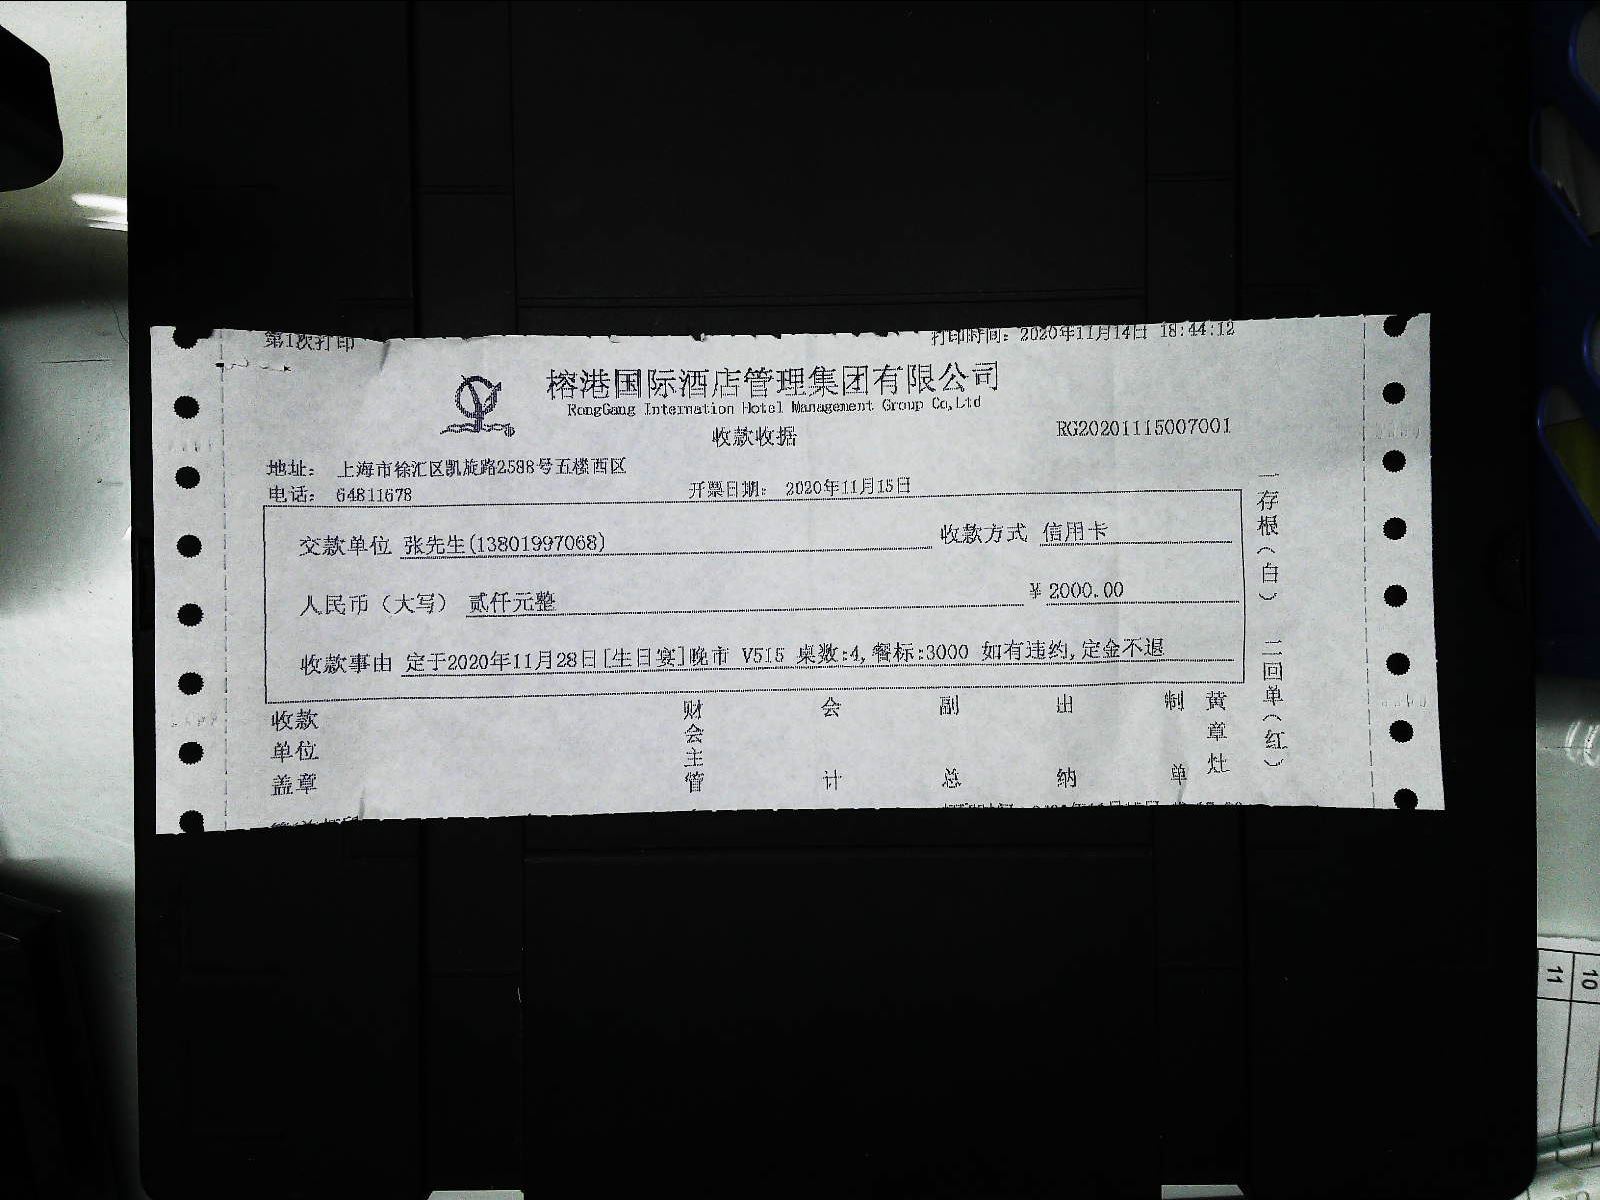 第1次打印 打印时间：2020年11月14日 18:44:12
榕港国际酒店管理集团有限公司
RongGang Internation Hotel Management Group Co,Ltd
收款收据 RG20201115007001
地址： 上海市徐汇区凯旋路2588号五楼西区
电话： 64811678 开票日期： 2020年11月15日
交款单位 张先生(13801997068) 收款方式 信用卡
人民币（大写） 贰仟元整 ¥ 2000.00
收款事由 定于2020年11月28日[生日宴]晚市 V515 桌数:4,餐标:3000 如有违约,定金不退
收款单位盖章 财会主管 会计 副总 出纳 制单 黄章灶
一存根（白） 二回单（红）
11
10